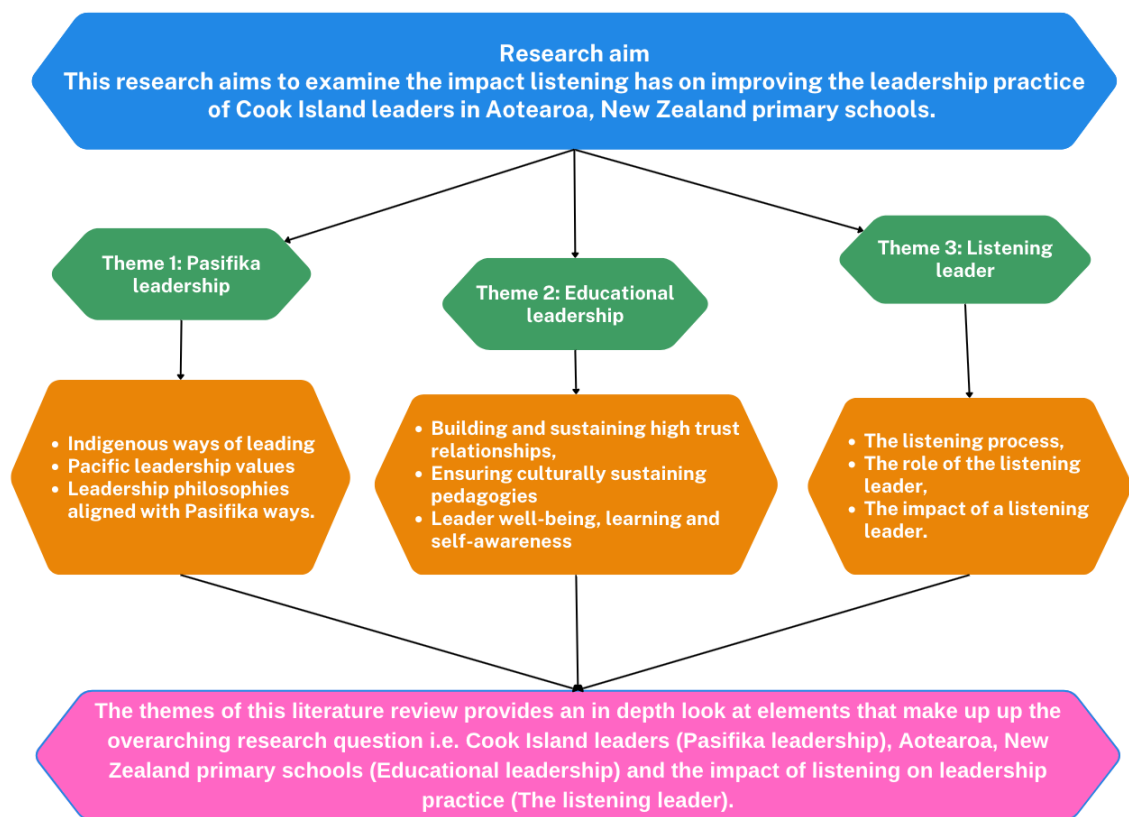 Research aim
This research aims to examine the impact listening has on improving the leadership practice
of Cook Island leaders in Aotearoa, New Zealand primary schools.
Theme 1: Pasifika
leadership
Theme 2: Educational
leadership
Theme 3: Listening
leader
• Indigenous ways of leading
• Pacific leadership values
• Leadership philosophies
aligned with Pasifika ways.
• Building and sustaining high trust
relationships,
• Ensuring culturally sustaining
pedagogies
• Leader well-being, learning and
self-awareness
• The listening process,
• The role of the listening
leader,
• The impact of a listening
leader.
The themes of this literature review provides an in depth look at elements that make up up the
overarching research question i.e. Cook Island leaders (Pasifika leadership), Aotearoa, New
Zealand primary schools (Educational leadership) and the impact of listening on leadership
practice (The listening leader).